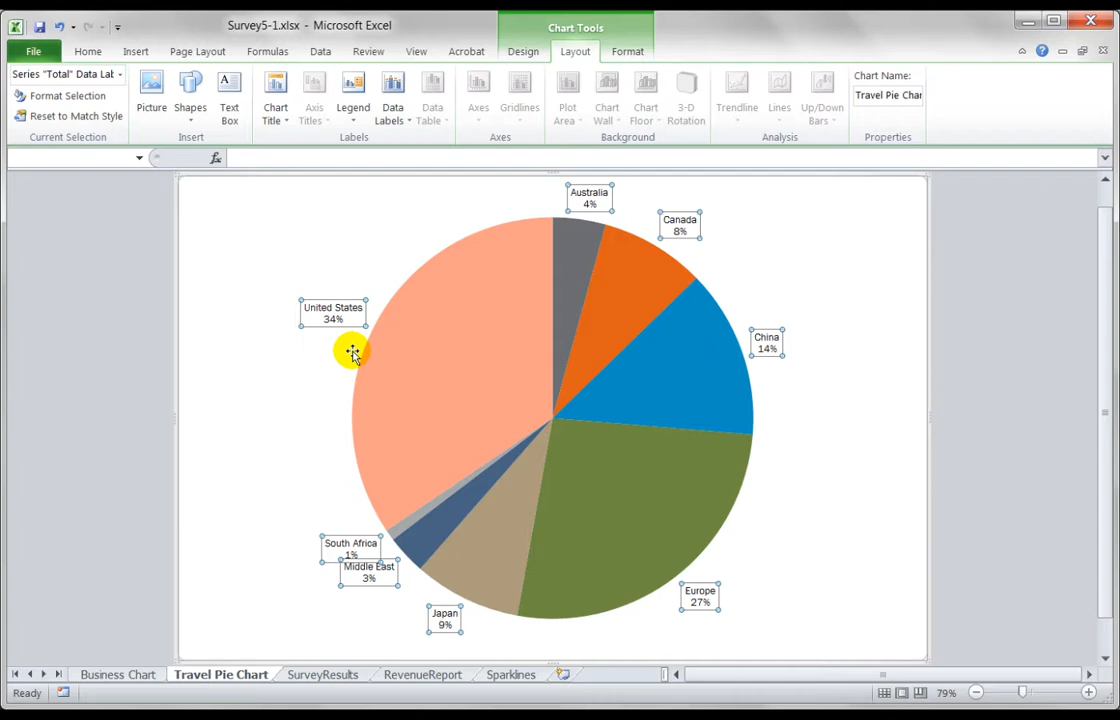 Survey5-1.xlsx - Microsoft Excel
Chart Tools
File Home Insert Page Layout Formulas Data Review View Acrobat Design Layout Format
Series "Total" Data Lat
Format Selection
Reset to Match Style
Current Selection
Picture Shapes Text Box
Insert
Chart Title Axis Titles Legend Data Labels Data Table
Labels
Axes Gridlines
Axes
Plot Area Chart Wall Chart Floor 3-D Rotation
Background
Trendline Lines Up/Down Bars
Analysis
Chart Name:
Travel Pie Char
Properties
fx
Australia
4%
Canada
8%
United States
34%
China
14%
South Africa
1%
Middle East
3%
Japan
9%
Europe
27%
Business Chart Travel Pie Chart SurveyResults RevenueReport Sparklines
Ready 79%